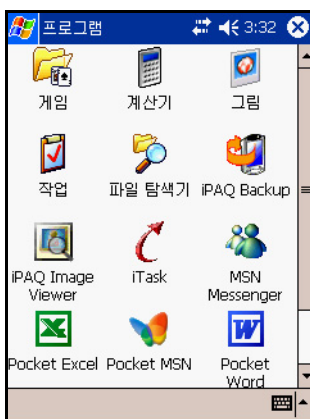 프로그램 3:32
게임 계산기 그림
작업 파일 탐색기 iPAQ Backup
iPAQ Image Viewer iTask MSN Messenger
Pocket Excel Pocket MSN Pocket Word